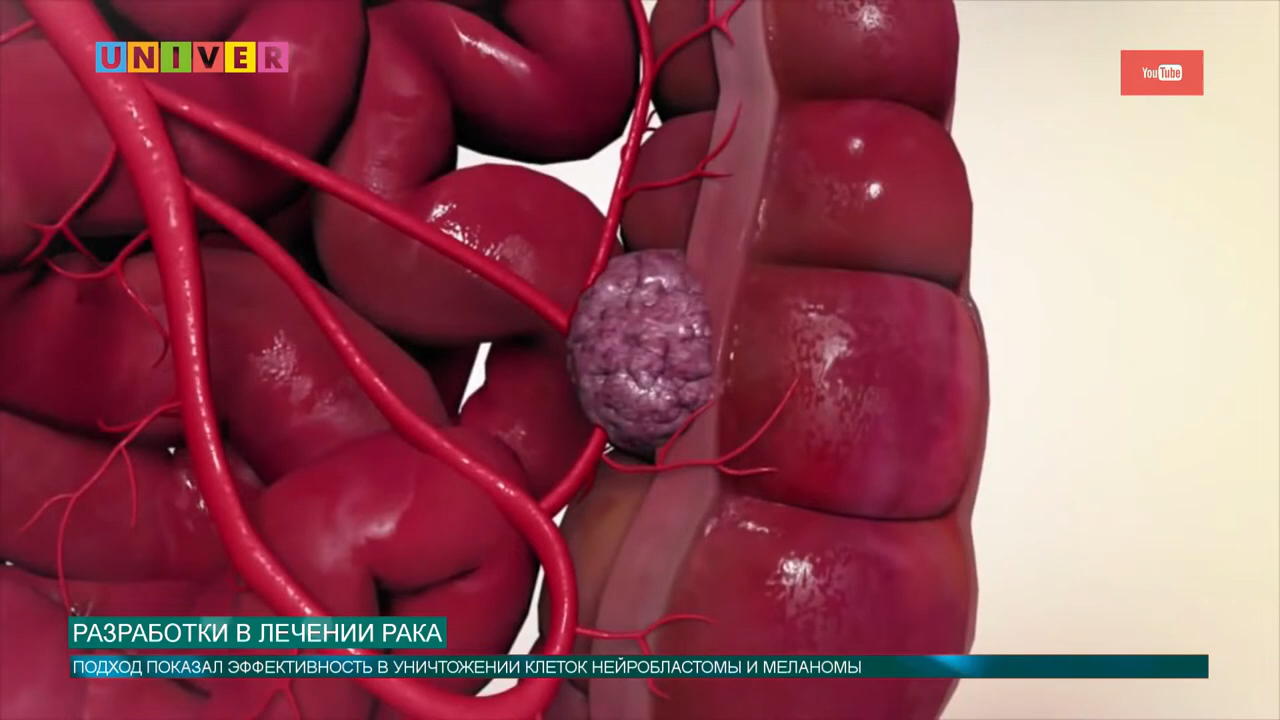 UNIVER
YouTube
РАЗРАБОТКИ В ЛЕЧЕНИИ РАКА
ПОДХОД ПОКАЗАЛ ЭФФЕКТИВНОСТЬ В УНИЧТОЖЕНИИ КЛЕТОК НЕЙРОБЛАСТОМЫ И МЕЛАНОМЫ